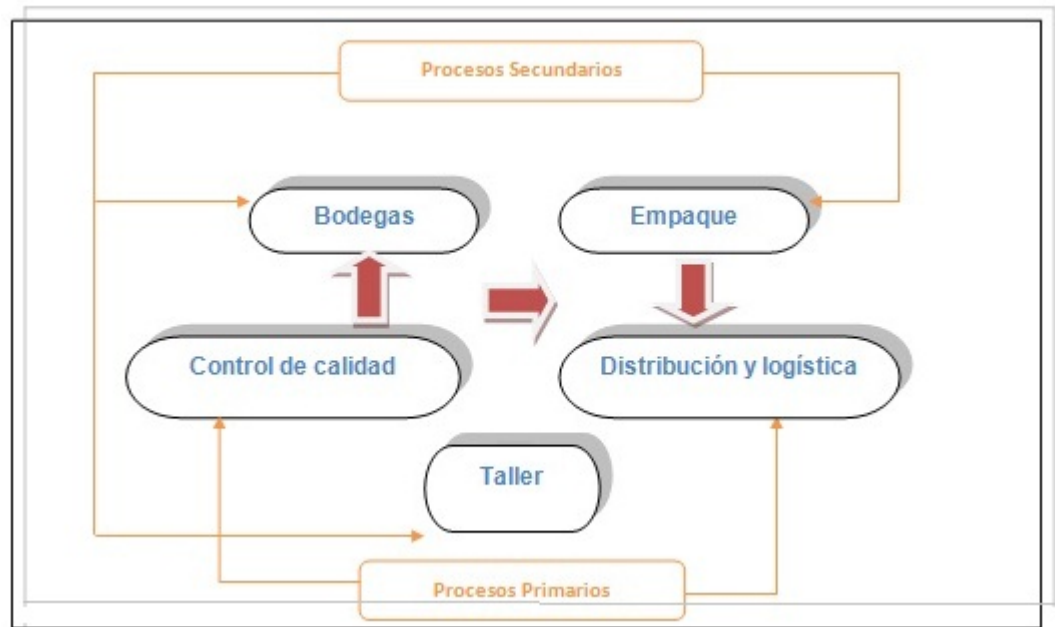 Procesos Secundarios
Bodegas
Empaque
Control de calidad
Distribución y logística
Taller
Procesos Primarios